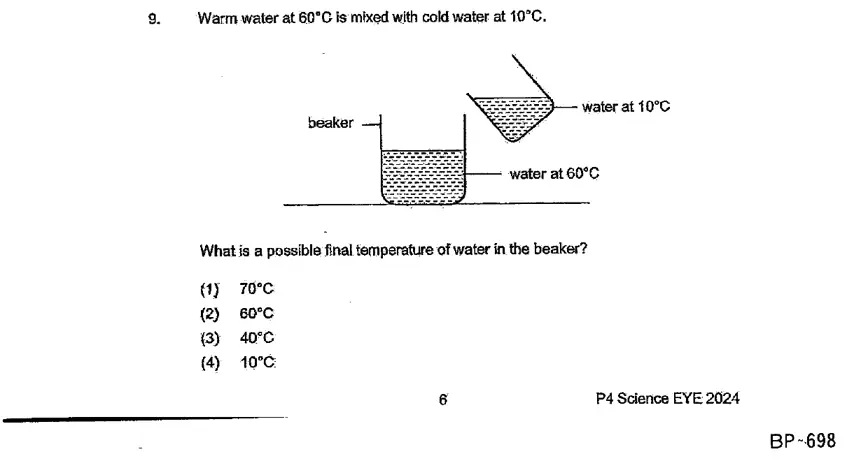 9. Warm water at 60°C is mixed with cold water at 10°C.
water at 10°C
beaker
water at 60°C
What is a possible final temperature of water in the beaker?
(1) 70°C
(2) 60°C
(3) 40°C
(4) 10°C
6 P4 Science EYE 2024
BP-698